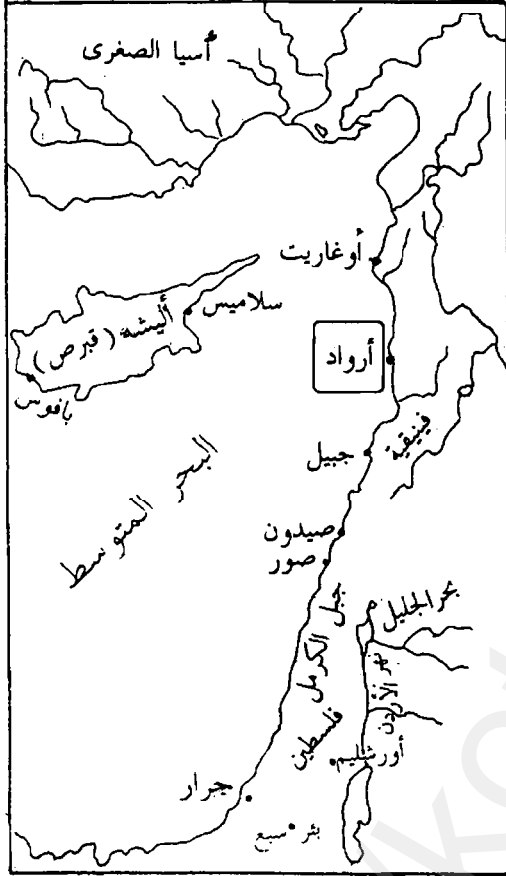 أسيا الصغرى
أوغاريت
سلاميس
أليشة (قبرص)
بافوس
أرواد
فينيقية
جبيل
البحر المتوسط
صيدون
صور
بحر الجليل
جبل الكرمل
نهر الأردن
فلسطين
أورشليم
جرار
بئر سبع